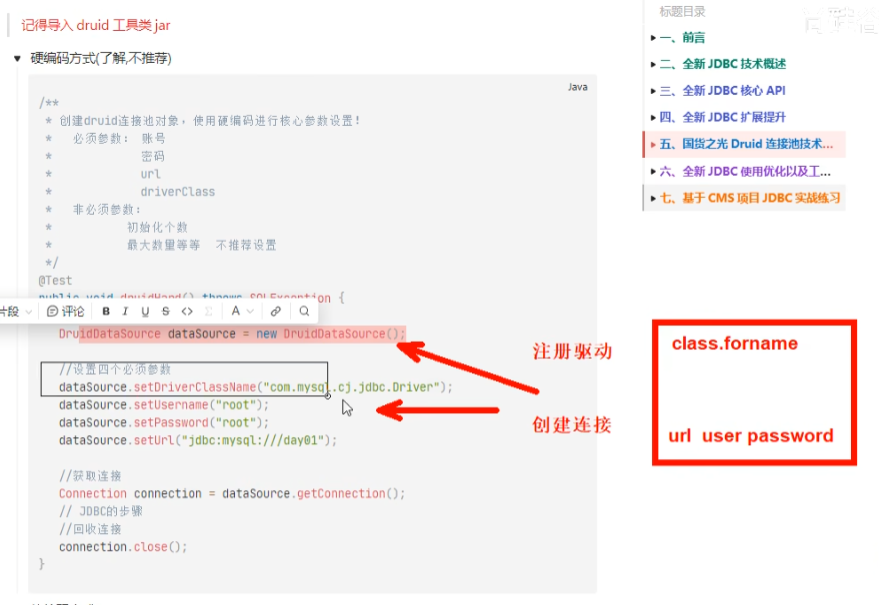 标题目录
一、前言
二、全新 JDBC 技术概述
三、全新 JDBC 核心 API
四、全新 JDBC 扩展提升
五、国货之光 Druid 连接池技术...
六、全新 JDBC 使用优化以及工...
七、基于 CMS 项目 JDBC 实战练习
记得导入 druid 工具类 jar
硬编码方式(了解,不推荐)
Java
/**
* 创建druid连接池对象，使用硬编码进行核心参数设置!
* 必须参数: 账号
* 密码
* url
* driverClass
* 非必须参数:
* 初始化个数
* 最大数量等等 不推荐设置
*/
@Test
public void druidHard() throws SQLException {
片段 评论 B I U S <> Σ A
DruidDataSource dataSource = new DruidDataSource();
//设置四个必须参数
dataSource.setDriverClassName("com.mysql.cj.jdbc.Driver");
dataSource.setUsername("root");
dataSource.setPassword("root");
dataSource.setUrl("jdbc:mysql:///day01");
//获取连接
Connection connection = dataSource.getConnection();
// JDBC的步骤
//回收连接
connection.close();
}
注册驱动
创建连接
class.forname
url user password